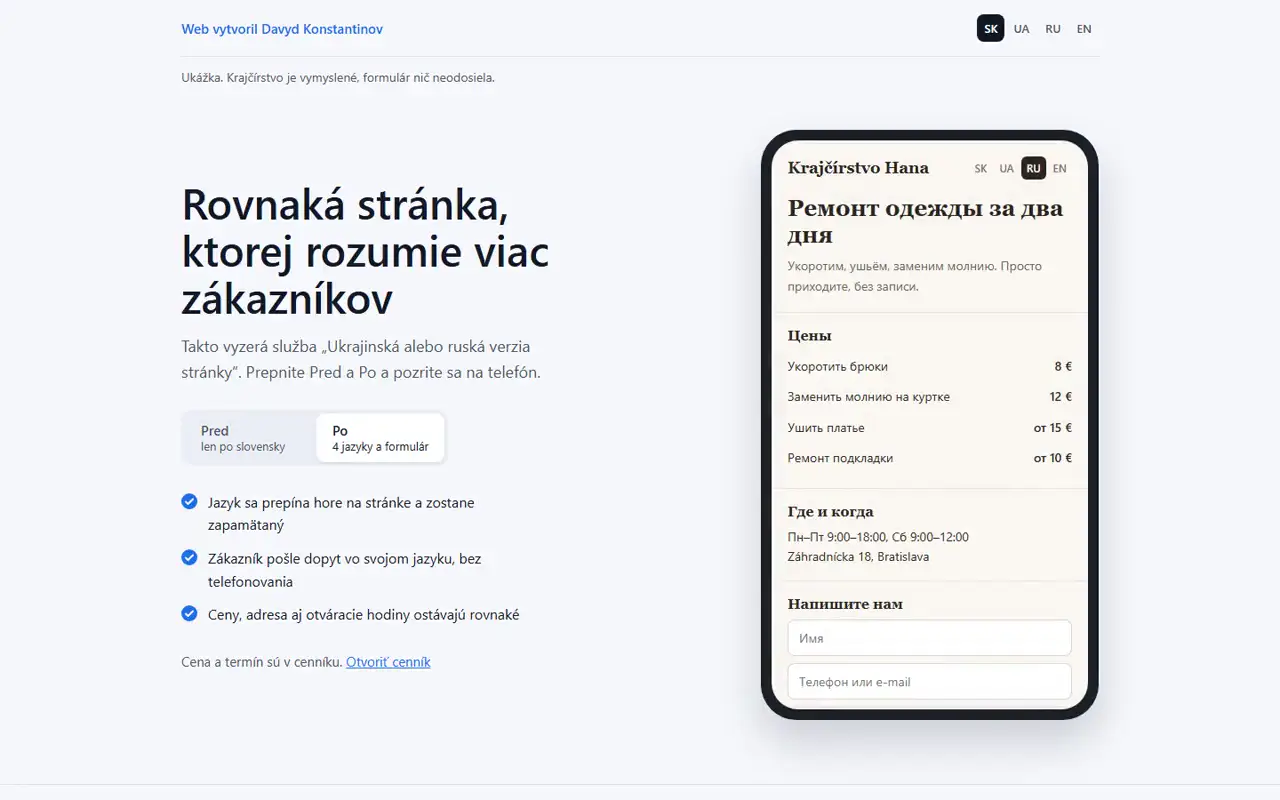 Web vytvoril Davyd Konstantinov
SK UA RU EN
Ukážka. Krajčírstvo je vymyslené, formulár nič neodosiela.
Rovnaká stránka,
ktorej rozumie viac
zákazníkov
Takto vyzerá služba „Ukrajinská alebo ruská verzia
stránky“. Prepnite Pred a Po a pozrite sa na telefón.
Pred
len po slovensky
Po
4 jazyky a formulár
Jazyk sa prepína hore na stránke a zostane
zapamätaný
Zákazník pošle dopyt vo svojom jazyku, bez
telefonovania
Ceny, adresa aj otváracie hodiny ostávajú rovnaké
Cena a termín sú v cenníku. Otvoriť cenník
Krajčírstvo Hana
SK UA RU EN
Ремонт одежды за два
дня
Укоротим, ушьём, заменим молнию. Просто
приходите, без записи.
Цены
Укоротить брюки 8 €
Заменить молнию на куртке 12 €
Ушить платье от 15 €
Ремонт подкладки от 10 €
Где и когда
Пн–Пт 9:00–18:00, Сб 9:00–12:00
Záhradnícka 18, Bratislava
Напишите нам
Имя
Телефон или e-mail